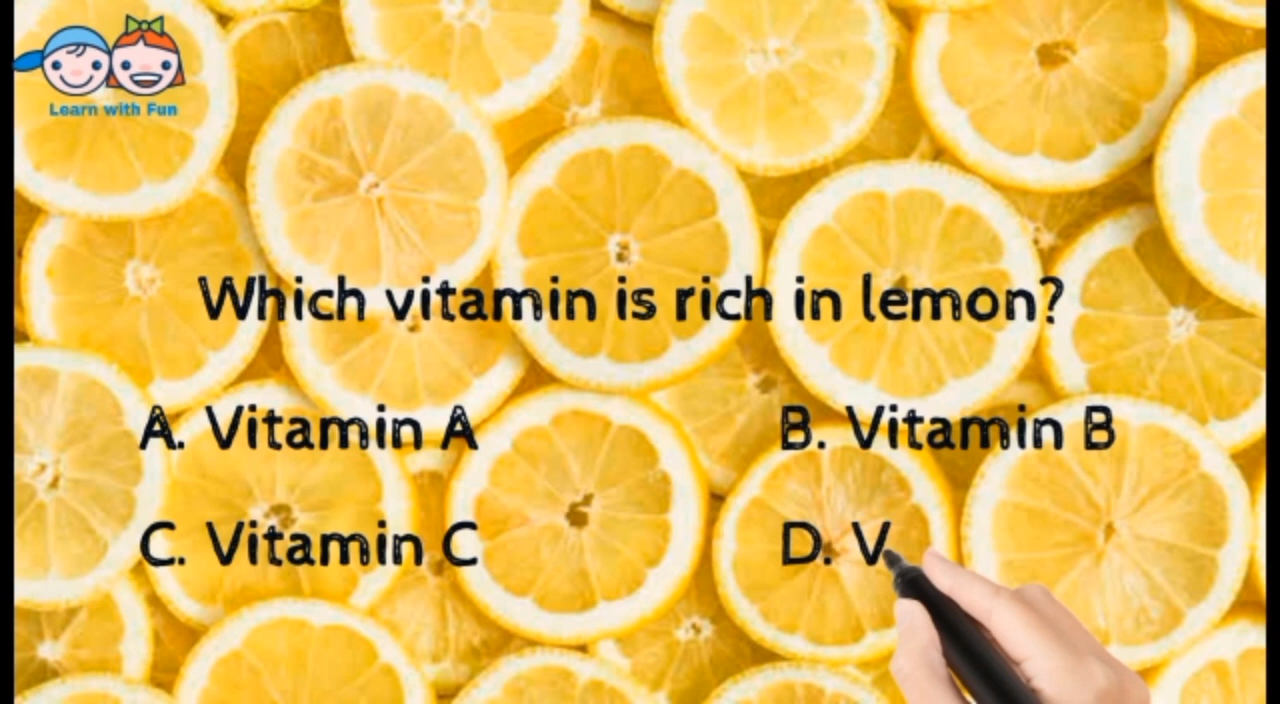 Learn with Fun
Which vitamin is rich in lemon?
A. Vitamin A
B. Vitamin B
C. Vitamin C
D. V